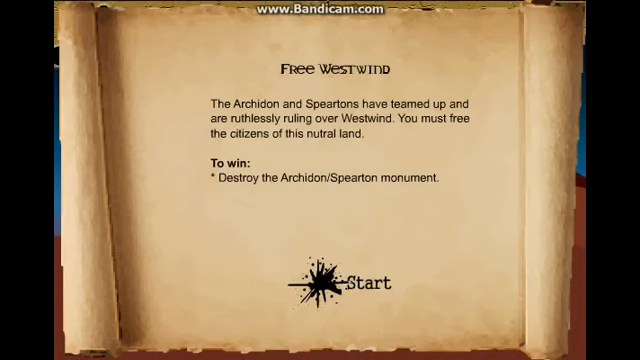 www.Bandicam.com
Free Westwind
The Archidon and Speartons have teamed up and
are ruthlessly ruling over Westwind. You must free
the citizens of this nutral land.
To win:
* Destroy the Archidon/Spearton monument.
Start